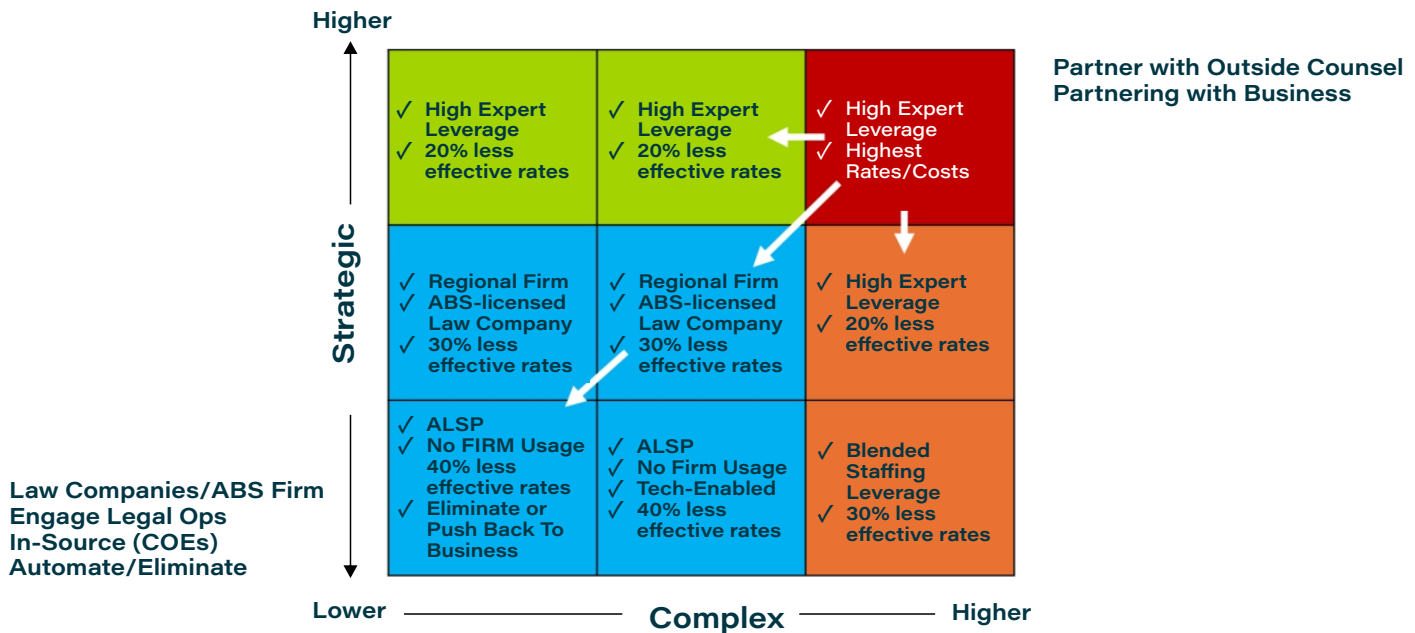 Higher
Partner with Outside Counsel
Partnering with Business
✓ High Expert
Leverage
✓ 20% less
effective rates
✓ High Expert
Leverage
✓ 20% less
effective rates
✓ High Expert
Leverage
✓ Highest
Rates/Costs
Strategic
✓ Regional Firm
✓ ABS-licensed
Law Company
✓ 30% less
effective rates
✓ Regional Firm
✓ ABS-licensed
Law Company
✓ 30% less
effective rates
✓ High Expert
Leverage
✓ 20% less
effective rates
✓ ALSP
✓ No FIRM Usage
40% less
effective rates
✓ Eliminate or
Push Back To
Business
✓ ALSP
✓ No Firm Usage
✓ Tech-Enabled
✓ 40% less
effective rates
✓ Blended
Staffing
Leverage
✓ 30% less
effective rates
Law Companies/ABS Firm
Engage Legal Ops
In-Source (COEs)
Automate/Eliminate
Lower
Complex
Higher